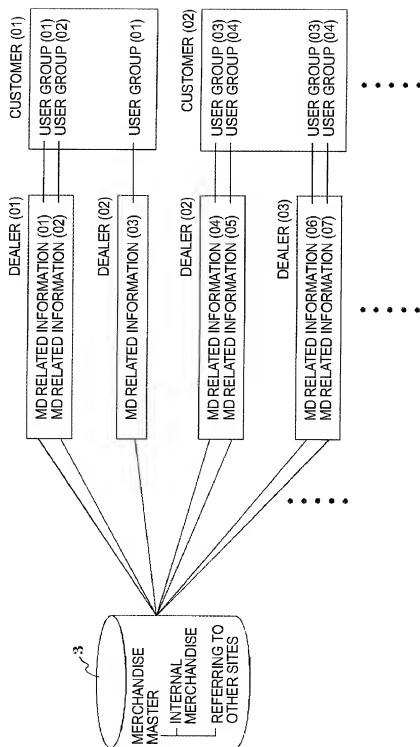 CUSTOMER (01)
USER GROUP (01)
USER GROUP (02)
USER GROUP (01)
CUSTOMER (02)
USER GROUP (03)
USER GROUP (04)
USER GROUP (03)
USER GROUP (04)
DEALER (01)
MD RELATED INFORMATION (01)
MD RELATED INFORMATION (02)
DEALER (02)
MD RELATED INFORMATION (03)
DEALER (02)
MD RELATED INFORMATION (04)
MD RELATED INFORMATION (05)
DEALER (03)
MD RELATED INFORMATION (06)
MD RELATED INFORMATION (07)
3
MERCHANDISE
MASTER
INTERNAL
MERCHANDISE
REFERRING TO
OTHER SITES